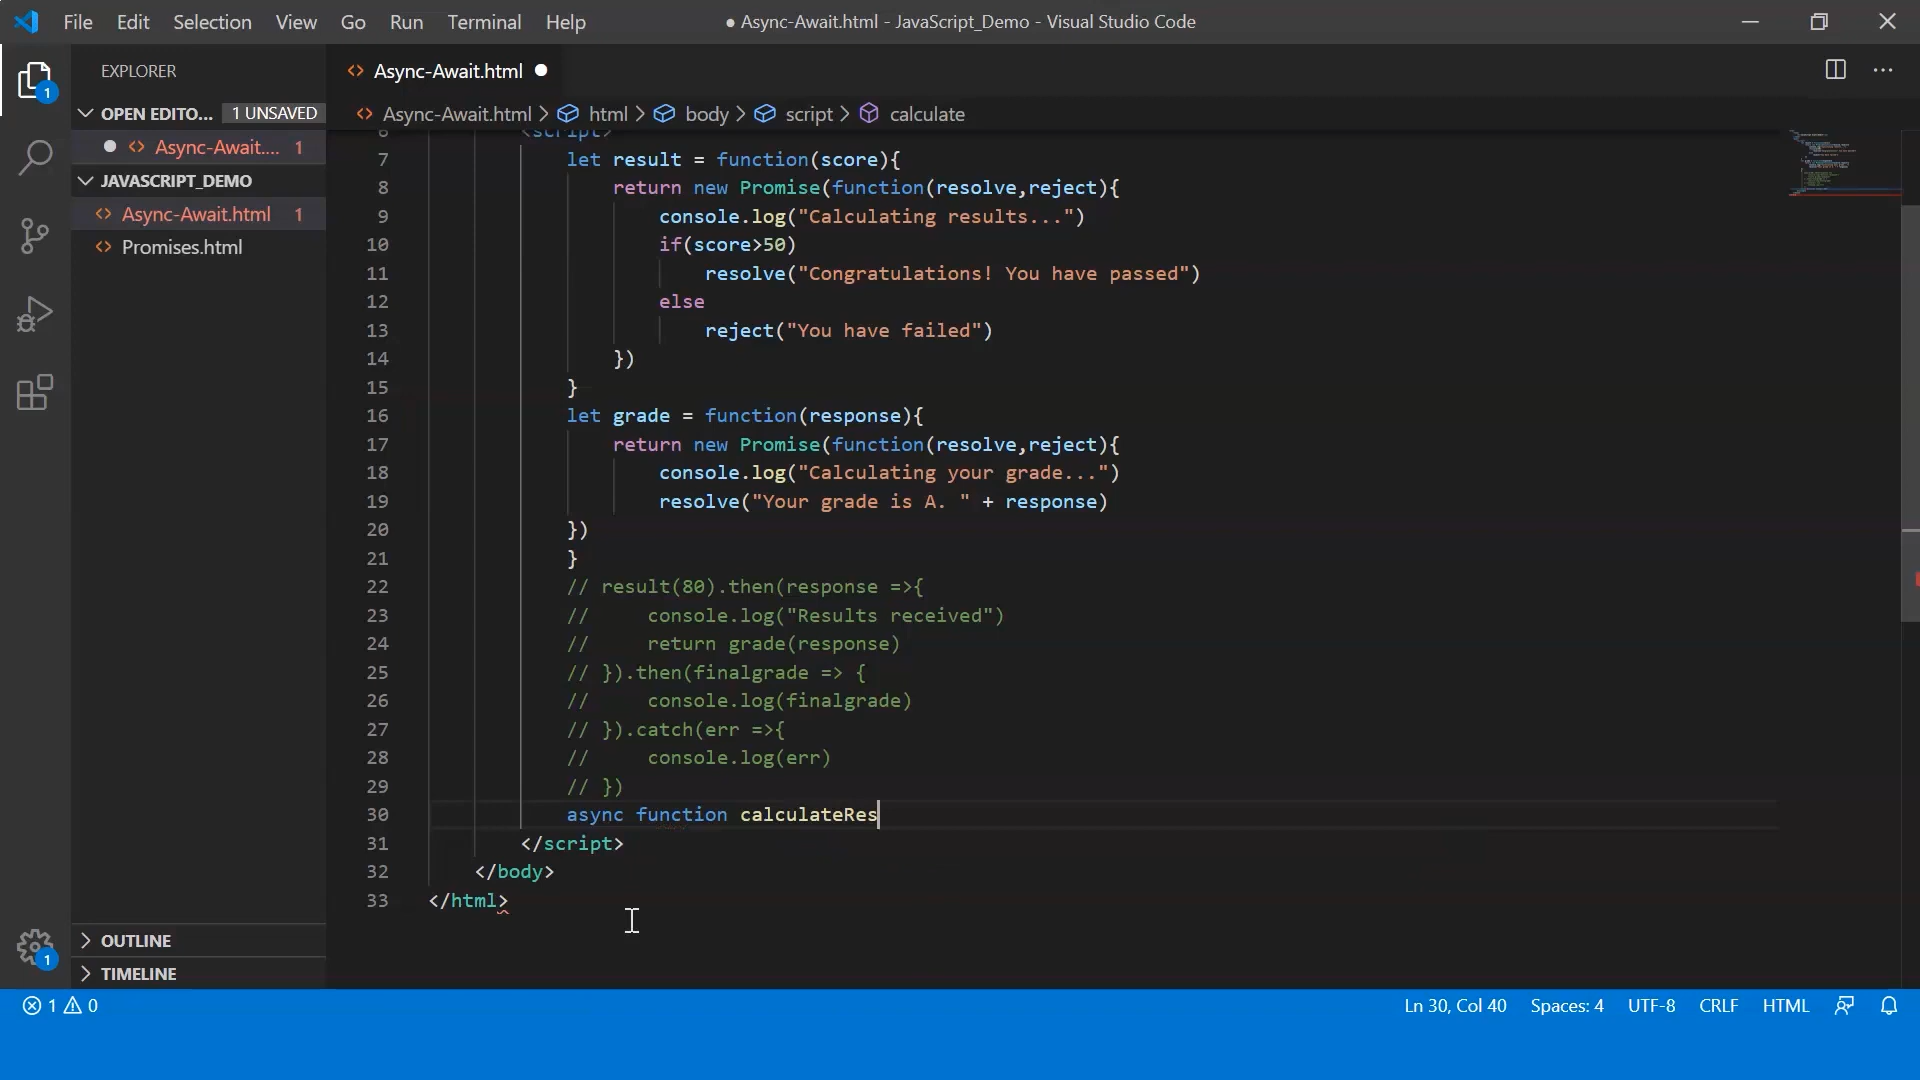 File Edit Selection View Go Run Terminal Help ● Async-Await.html - JavaScript_Demo - Visual Studio Code
EXPLORER
Async-Await.html
OPEN EDITO... 1 UNSAVED
Async-Await.... 1
JAVASCRIPT_DEMO
Async-Await.html 1
Promises.html
OUTLINE
TIMELINE
Async-Await.html > html > body > script > calculate
6 <script>
7 let result = function(score){
8 return new Promise(function(resolve,reject){
9 console.log("Calculating results...")
10 if(score>50)
11 resolve("Congratulations! You have passed")
12 else
13 reject("You have failed")
14 })
15 }
16 let grade = function(response){
17 return new Promise(function(resolve,reject){
18 console.log("Calculating your grade...")
19 resolve("Your grade is A. " + response)
20 })
21 }
22 // result(80).then(response =>{
23 // console.log("Results received")
24 // return grade(response)
25 // }).then(finalgrade => {
26 // console.log(finalgrade)
27 // }).catch(err =>{
28 // console.log(err)
29 // })
30 async function calculateRes
31 </script>
32 </body>
33 </html>
1
1
1 0 Ln 30, Col 40 Spaces: 4 UTF-8 CRLF HTML